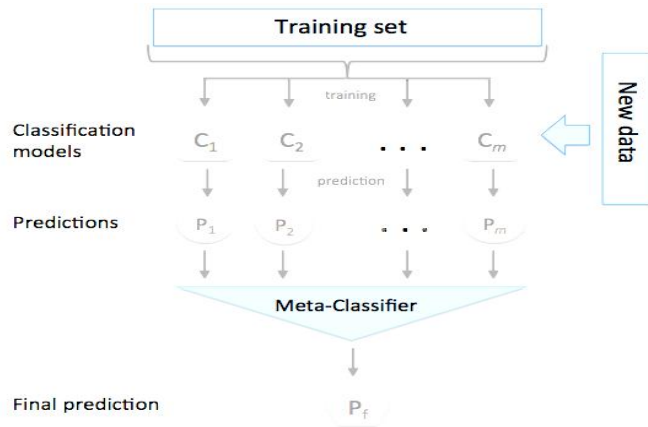 Training set
training
New data
Classification
models
C1 C2 . . . Cm
prediction
Predictions
P1 P2 . . . Pm
Meta-Classifier
Final prediction
Pf